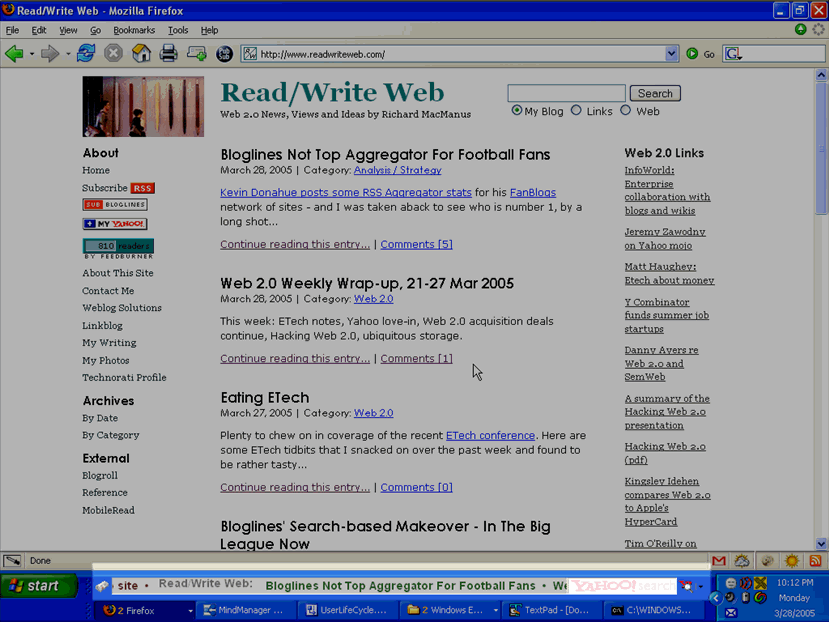 Read/Write Web - Mozilla Firefox
File Edit View Go Bookmarks Tools Help
http://www.readwriteweb.com/
Go
G
Read/Write Web
Web 2.0 News, Views and Ideas by Richard MacManus
Search
My Blog Links Web
About
Home
Subscribe RSS
SUB BLOGLINES
MY YAHOO!
810 readers
BY FEEDBURNER
About This Site
Contact Me
Weblog Solutions
Linkblog
My Writing
My Photos
Technorati Profile
Archives
By Date
By Category
External
Blogroll
Reference
MobileRead
Bloglines Not Top Aggregator For Football Fans
March 28, 2005 | Category: Analysis / Strategy
Kevin Donahue posts some RSS Aggregator stats for his FanBlogs
network of sites - and I was taken aback to see who is number 1, by a
long shot...
Continue reading this entry... | Comments [5]
Web 2.0 Weekly Wrap-up, 21-27 Mar 2005
March 28, 2005 | Category: Web 2.0
This week: ETech notes, Yahoo love-in, Web 2.0 acquisition deals
continue, Hacking Web 2.0, ubiquitous storage.
Continue reading this entry... | Comments [1]
Eating ETech
March 27, 2005 | Category: Web 2.0
Plenty to chew on in coverage of the recent ETech conference. Here are
some ETech tidbits that I snacked on over the past week and found to
be rather tasty...
Continue reading this entry... | Comments [0]
Bloglines' Search-based Makeover - In The Big
League Now
Web 2.0 Links
InfoWorld:
Enterprise
collaboration with
blogs and wikis
Jeremy Zawodny
on Yahoo mojo
Matt Haughey:
Etech about money
Y Combinator
funds summer job
startups
Danny Ayers re
Web 2.0 and
SemWeb
A summary of the
Hacking Web 2.0
presentation
Hacking Web 2.0
(pdf)
Kingsley Idehen
compares Web 2.0
to Apple's
HyperCard
Tim O'Reilly on
Done
start
site • Read/Write Web: Bloglines Not Top Aggregator For Football Fans • We
YAHOO! search
2 Firefox
MindManager ...
UserLifeCycle....
2 Windows E...
TextPad - [Do...
C:\WINDOWS...
10:12 PM
Monday
3/28/2005